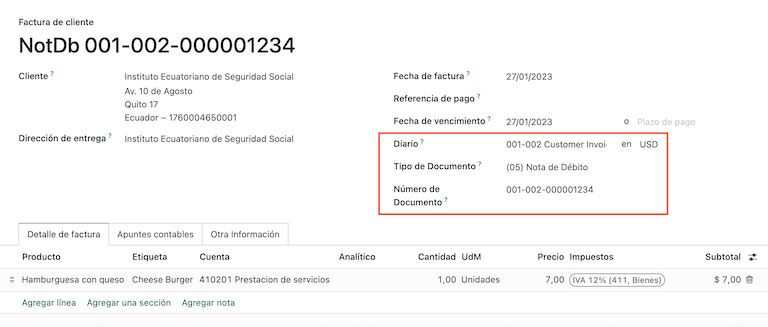 Factura de cliente
NotDb 001-002-000001234
Cliente ? Instituto Ecuatoriano de Seguridad Social
Av. 10 de Agosto
Quito 17
Ecuador – 1760004650001
Dirección de entrega ? Instituto Ecuatoriano de Seguridad Social
Fecha de factura ? 27/01/2023
Referencia de pago ?
Fecha de vencimiento ? 27/01/2023 o Plazo de pago
Diario ? 001-002 Customer Invoi en USD
Tipo de Documento ? (05) Nota de Débito
Número de Documento ? 001-002-000001234
Detalle de factura Apuntes contables Otra Información
Producto Etiqueta Cuenta Analítico Cantidad UdM Precio Impuestos Subtotal
Hamburguesa con queso Cheese Burger 410201 Prestacion de servicios 1,00 Unidades 7,00 IVA 12% (411, Bienes) $ 7,00
Agregar línea Agregar una sección Agregar nota